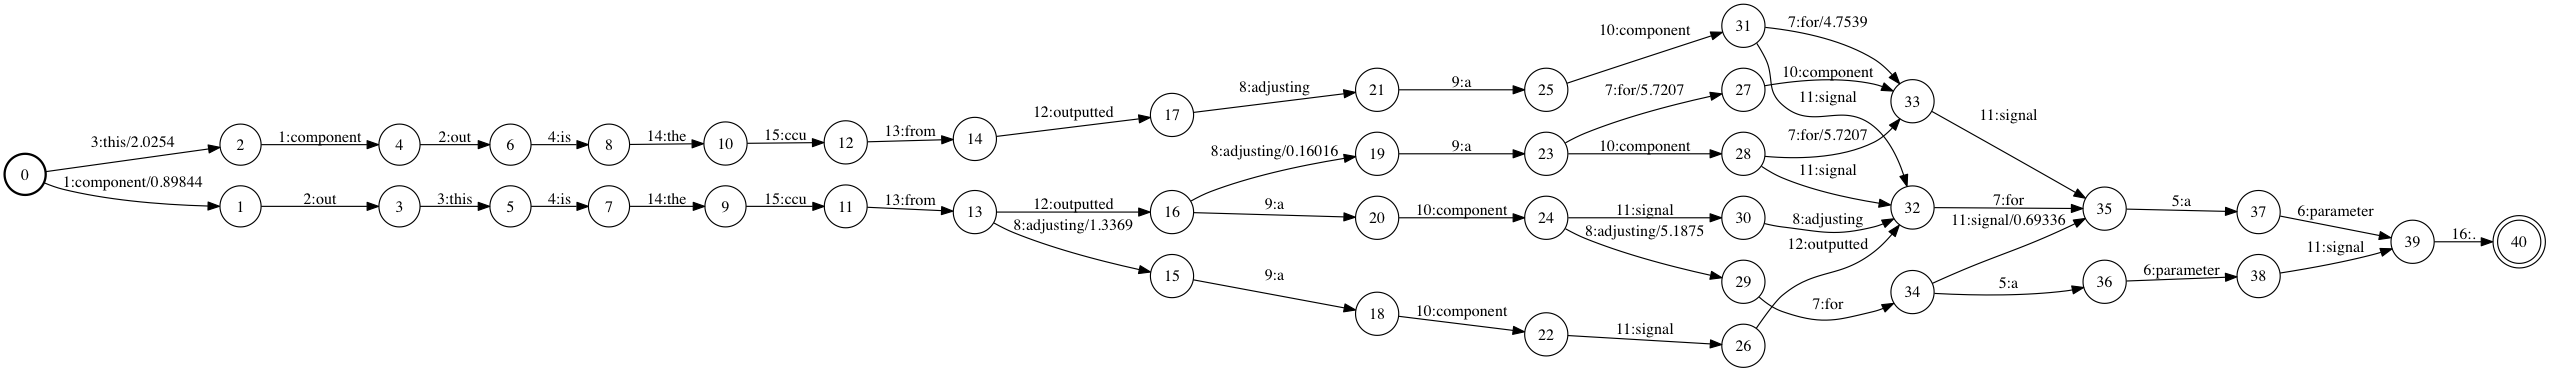 0
3:this/2.0254
2
1:component
4
2:out
6
4:is
8
14:the
10
15:ccu
12
13:from
14
12:outputted
17
8:adjusting
21
9:a
25
10:component
31
7:for/4.7539
11:signal
1:component/0.89844
1
2:out
3
3:this
5
4:is
7
14:the
9
15:ccu
11
13:from
13
12:outputted
16
8:adjusting/0.16016
19
9:a
23
7:for/5.7207
27
10:component
33
11:signal
10:component
28
7:for/5.7207
11:signal
9:a
20
10:component
24
11:signal
30
8:adjusting
32
7:for
35
5:a
37
6:parameter
39
16:.
40
8:adjusting/5.1875
29
7:for
34
11:signal/0.69336
5:a
36
6:parameter
38
11:signal
8:adjusting/1.3369
15
9:a
18
10:component
22
11:signal
26
12:outputted